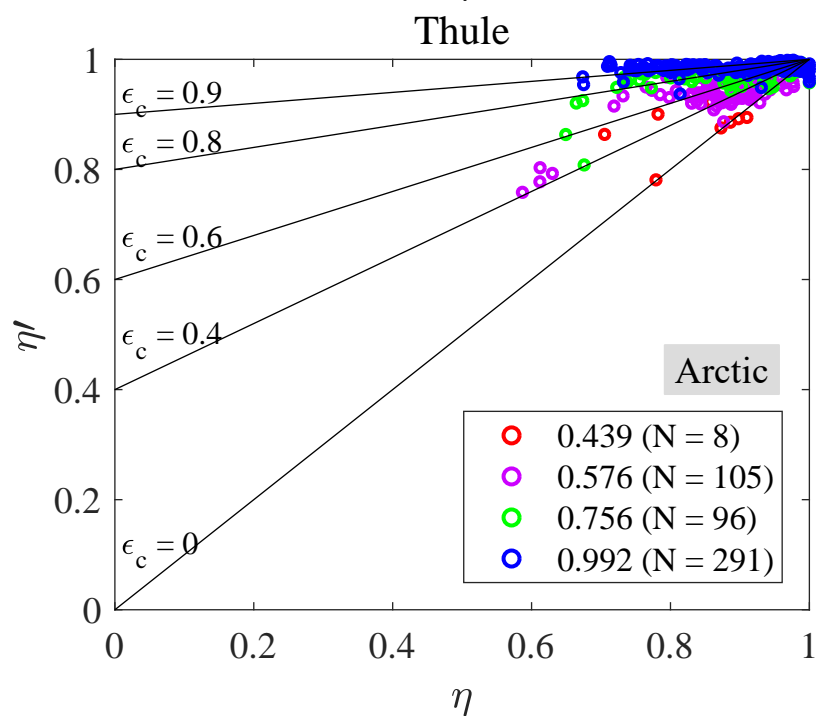 Thule
1
ϵc = 0.9
ϵc = 0.8
0.8
ϵc = 0.6
0.6
ϵc = 0.4
η′
0.4
Arctic
0.439 (N = 8)
0.576 (N = 105)
0.2
0.756 (N = 96)
ϵc = 0
0.992 (N = 291)
0
0 0.2 0.4 0.6 0.8 1
η